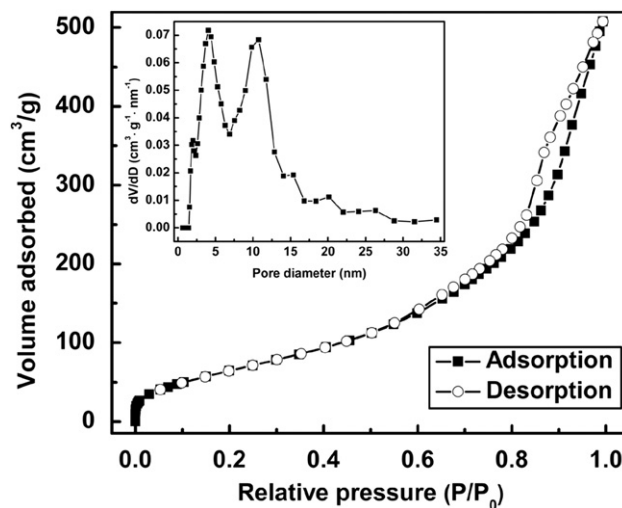 500
400
300
200
100
0
Volume adsorbed (cm³/g)
0.07
0.06
0.05
0.04
0.03
0.02
0.01
0.00
dV/dD (cm³· g⁻¹· nm⁻¹)
0 5 10 15 20 25 30 35
Pore diameter (nm)
Adsorption
Desorption
0.0 0.2 0.4 0.6 0.8 1.0
Relative pressure (P/P₀)